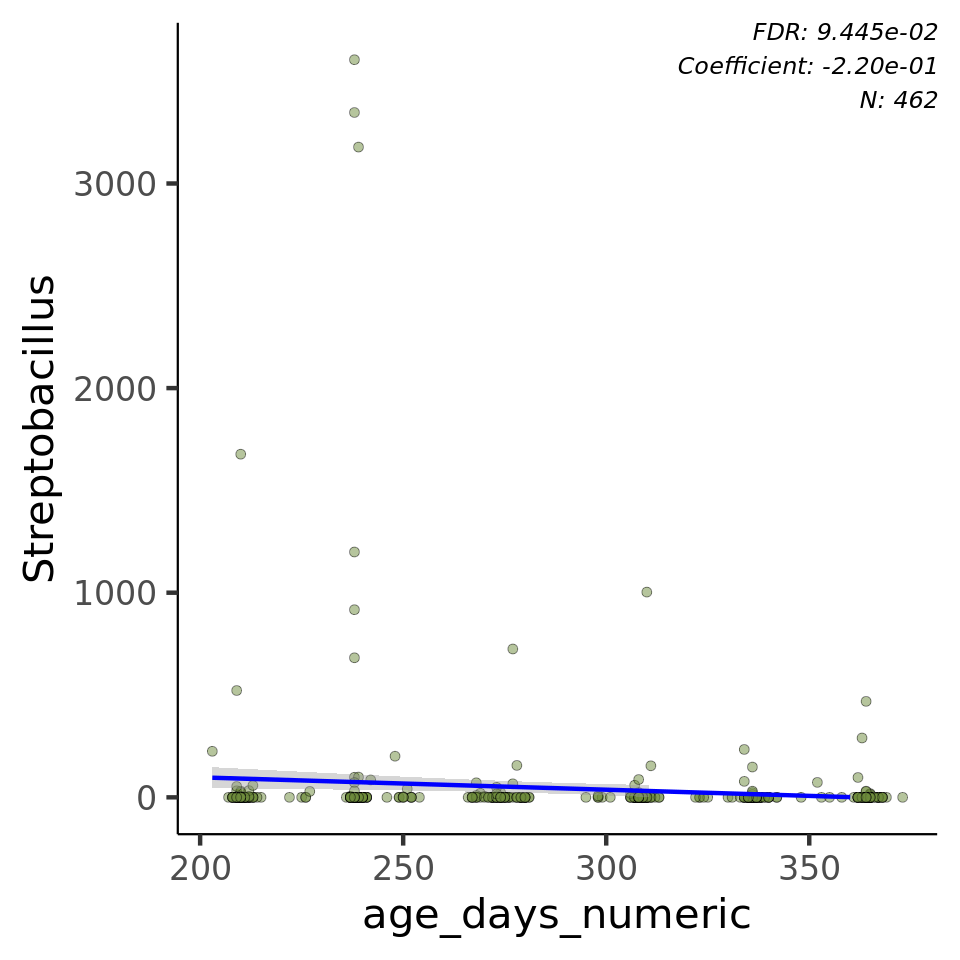 FDR: 9.445e-02
Coefficient: -2.20e-01
N: 462
Streptobacillus
3000
2000
1000
0
200 250 300 350
age_days_numeric